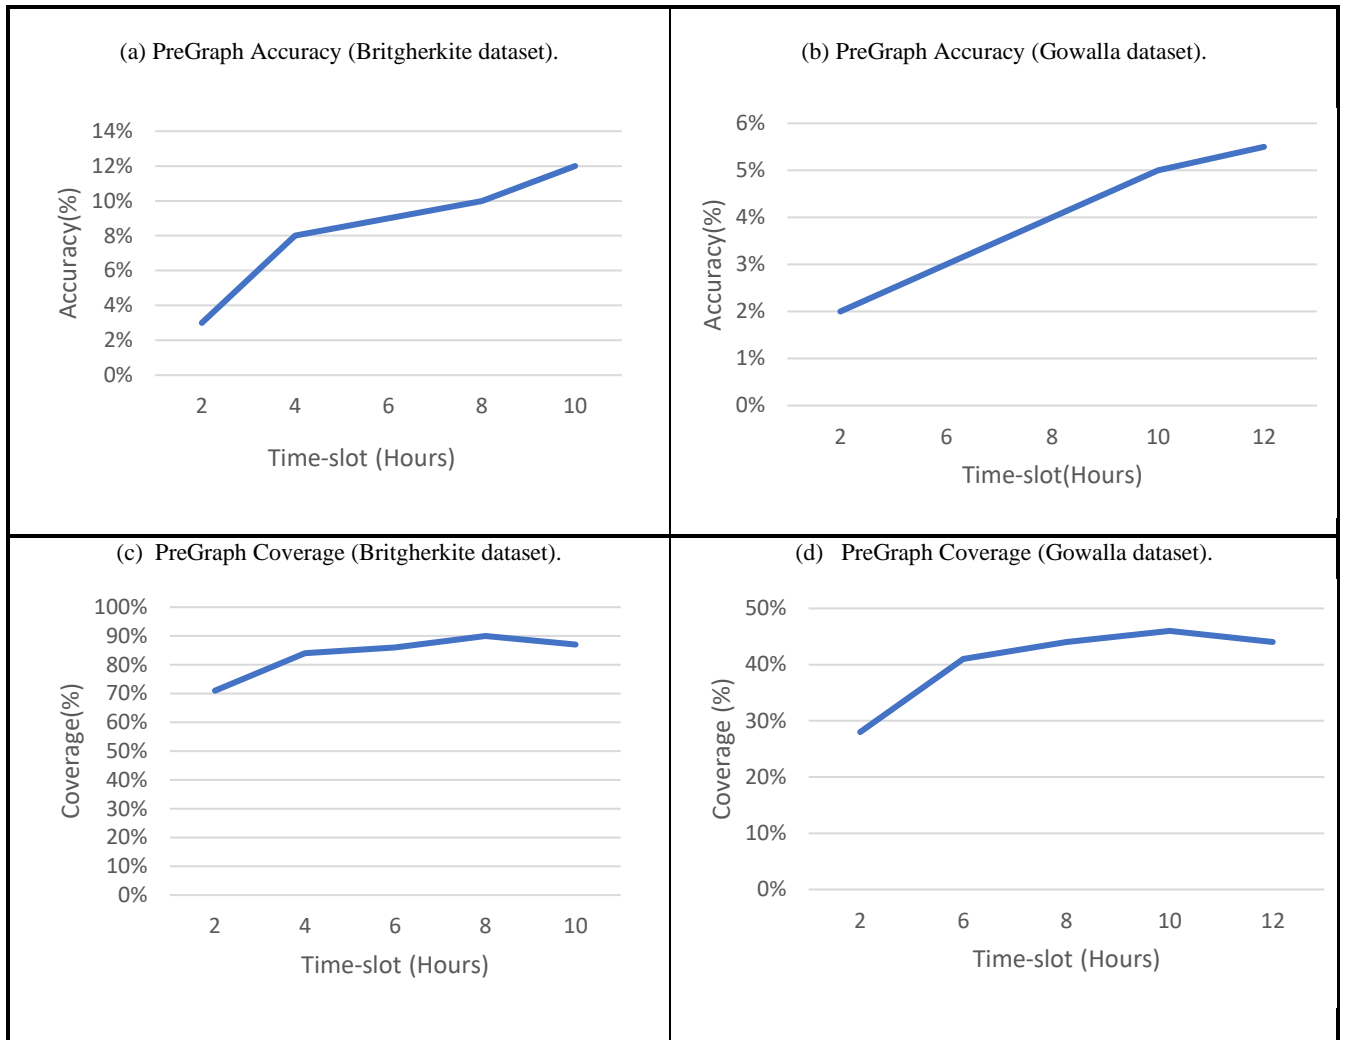 (a) PreGraph Accuracy (Britgherkite dataset).
14%
12%
10%
8%
6%
4%
2%
0%
Accuracy(%)
2 4 6 8 10
Time-slot (Hours)
(b) PreGraph Accuracy (Gowalla dataset).
6%
5%
4%
3%
2%
1%
0%
Accuracy(%)
2 6 8 10 12
Time-slot(Hours)
(c) PreGraph Coverage (Britgherkite dataset).
100%
90%
80%
70%
60%
50%
40%
30%
20%
10%
0%
Coverage(%)
2 4 6 8 10
Time-slot (Hours)
(d) PreGraph Coverage (Gowalla dataset).
50%
40%
30%
20%
10%
0%
Coverage (%)
2 6 8 10 12
Time-slot (Hours)